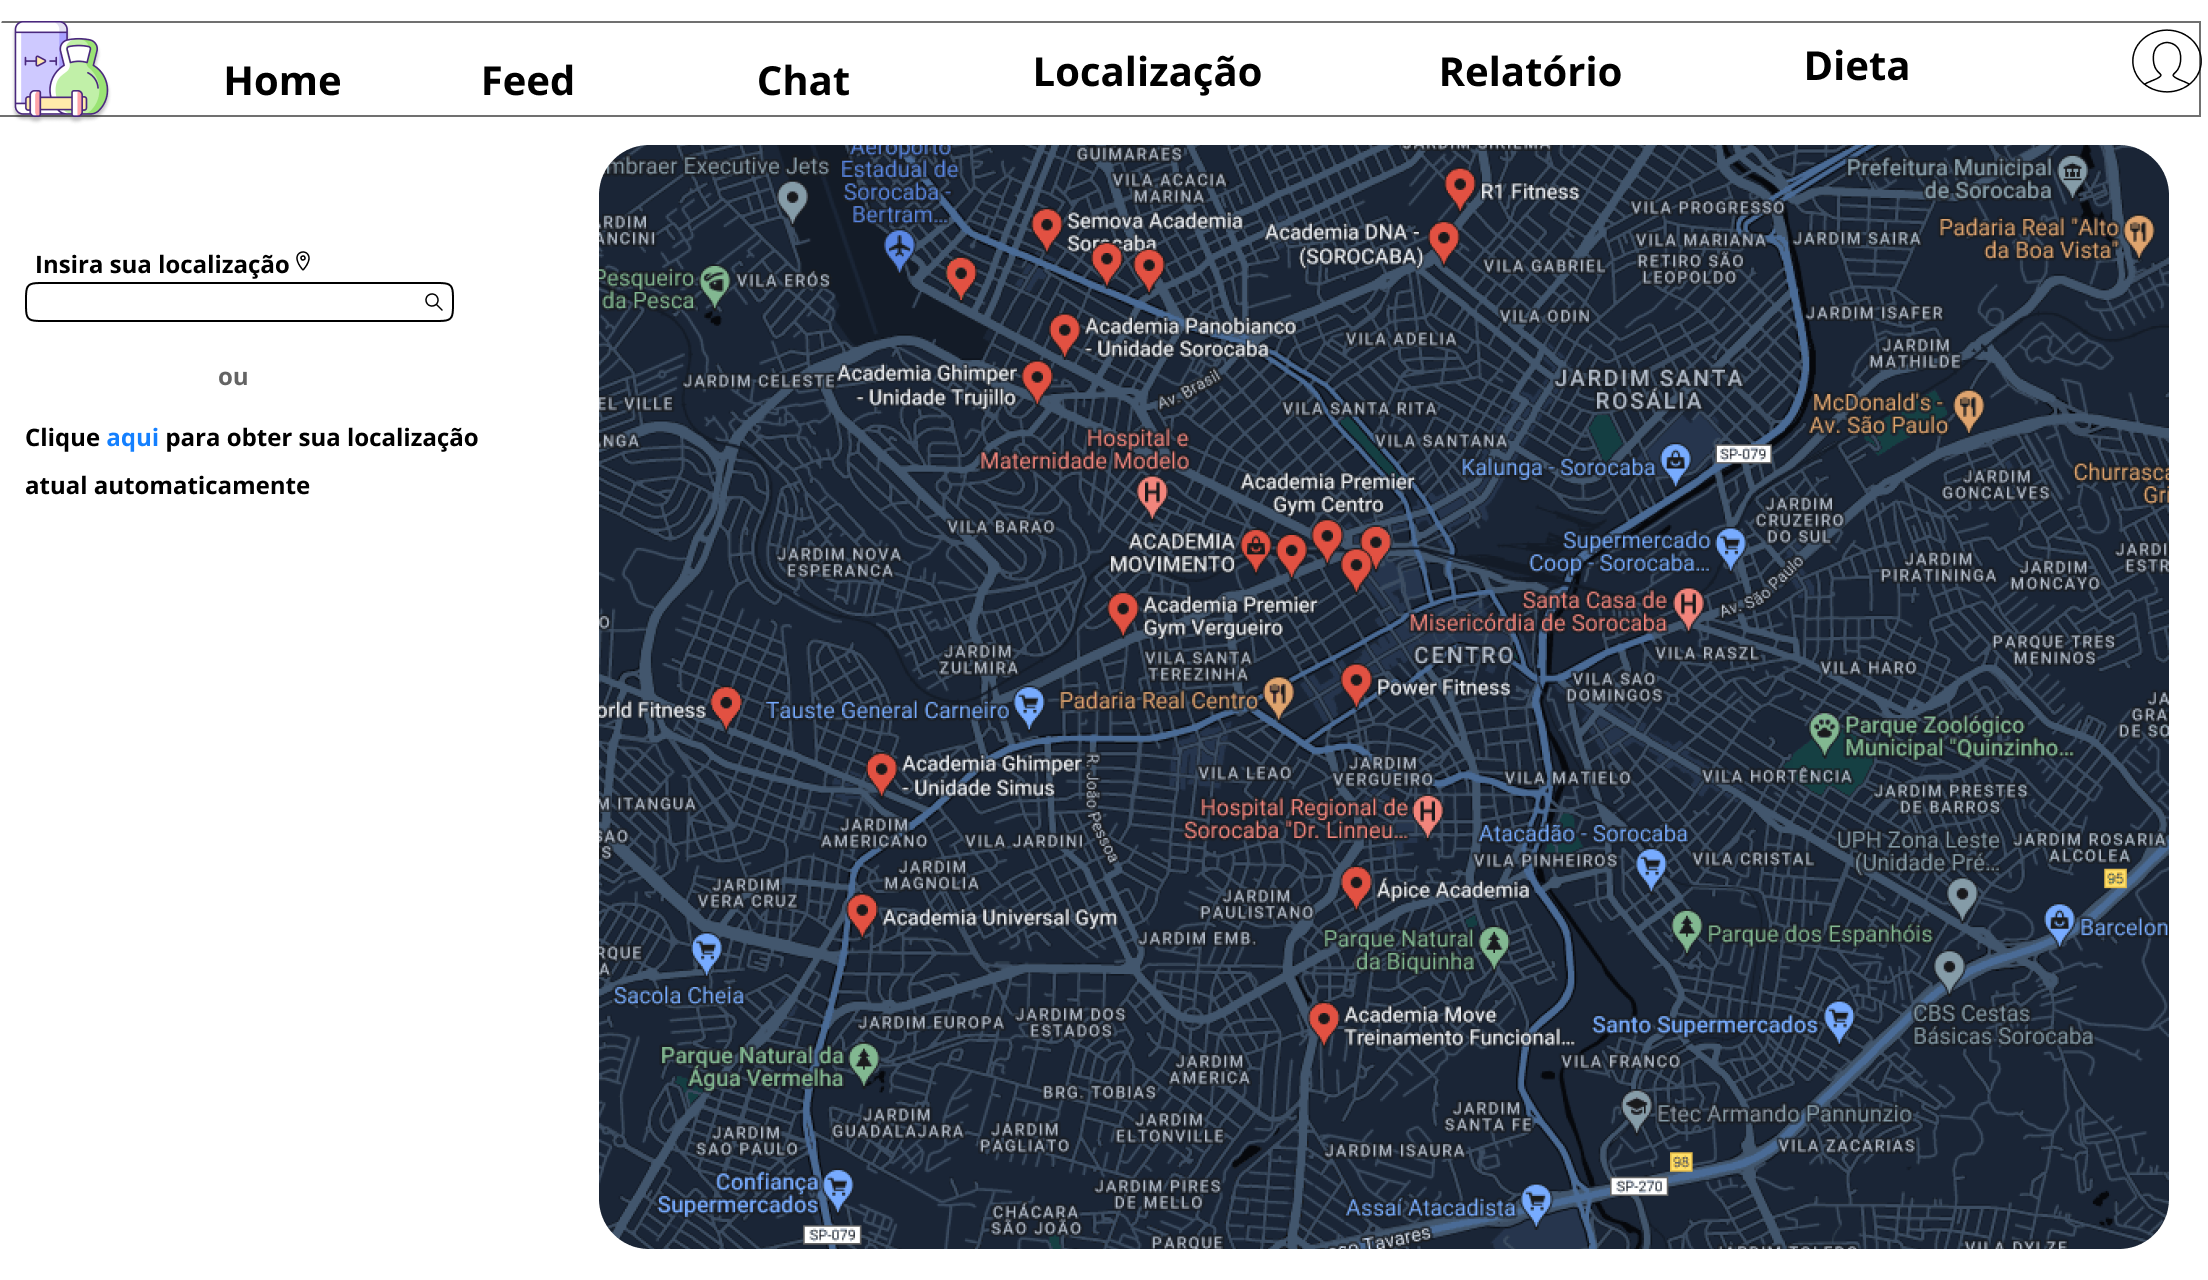 Home
Feed
Chat
Localização
Relatório
Dieta
Insira sua localização
ou
Clique aqui para obter sua localização
atual automaticamente
mbraer Executive Jets
Aeroporto
Estadual de
Sorocaba -
Bertram...
GUIMARAES
VILA ACACIA
MARINA
R1 Fitness
Prefeitura Municipal
de Sorocaba
VILA PROGRESSO
Semova Academia
Sorocaba
Academia DNA -
(SOROCABA)
ARDIM
ANCINI
VILA MARIANA
JARDIM SAIRA
Padaria Real "Alto
da Boa Vista"
RETIRO SÃO
LEOPOLDO
VILA GABRIEL
Pesqueiro
da Pesca
VILA ERÓS
VILA ODIN
JARDIM ISAFER
Academia Panobianco
- Unidade Sorocaba
VILA ADELIA
JARDIM
MATHILDE
JARDIM CELESTE
Academia Ghimper
- Unidade Trujillo
Av. Brasil
JARDIM SANTA
ROSÁLIA
EL VILLE
VILA SANTA RITA
McDonald's -
Av. São Paulo
NGA
Hospital e
Maternidade Modelo
VILA SANTANA
Kalunga - Sorocaba
SP-079
JARDIM
GONCALVES
Churrasca
Gri
Academia Premier
Gym Centro
VILA BARAO
JARDIM
CRUZEIRO
DO SUL
JARDIM NOVA
ESPERANCA
ACADEMIA
MOVIMENTO
Supermercado
Coop - Sorocaba...
JARDIM
PIRATININGA
JARDIM
MONCAYO
JARDI
ESTR
Av. São Paulo
Academia Premier
Gym Vergueiro
Santa Casa de
Misericórdia de Sorocaba
O
JARDIM
ZULMIRA
VILA SANTA
TEREZINHA
CENTRO
VILA RASZL
PARQUE TRES
MENINOS
VILA HARO
VILA SAO
DOMINGOS
orld Fitness
Tauste General Carneiro
Padaria Real Centro
Power Fitness
JA
GRA
DE SO
Parque Zoológico
Municipal "Quinzinho...
Academia Ghimper
- Unidade Simus
R. João Pessoa
VILA LEAO
JARDIM
VERGUEIRO
VILA MATIELO
VILA HORTÊNCIA
M ITANGUA
JARDIM PRESTES
DE BARROS
Hospital Regional de
Sorocaba "Dr. Linneu...
SAO
S
JARDIM
AMERICANO
VILA JARDINI
Atacadão - Sorocaba
UPH Zona Leste
(Unidade Pré...
JARDIM ROSARIA
ALCOLEA
VILA PINHEIROS
VILA CRISTAL
JARDIM
MAGNOLIA
95
JARDIM
VERA CRUZ
JARDIM
PAULISTANO
Ápice Academia
Academia Universal Gym
JARDIM EMB.
Parque Natural
da Biquinha
Parque dos Espanhóis
Barcelon
RQUE
A
Sacola Cheia
JARDIM EUROPA
JARDIM DOS
ESTADOS
Academia Move
Treinamento Funcional...
Santo Supermercados
CBS Cestas
Básicas Sorocaba
Parque Natural da
Água Vermelha
JARDIM
AMERICA
VILA FRANCO
BRG. TOBIAS
JARDIM
GUADALAJARA
JARDIM
PAGLIATO
JARDIM
ELTONVILLE
JARDIM
SANTA FE
Etec Armando Pannunzio
JARDIM
SAO PAULO
JARDIM ISAURA
VILA ZACARIAS
98
Confiança
Supermercados
JARDIM PIRES
DE MELLO
SP-270
CHÁCARA
SÃO JOÃO
Assaí Atacadista
SP-079
PARQUE
Tavares